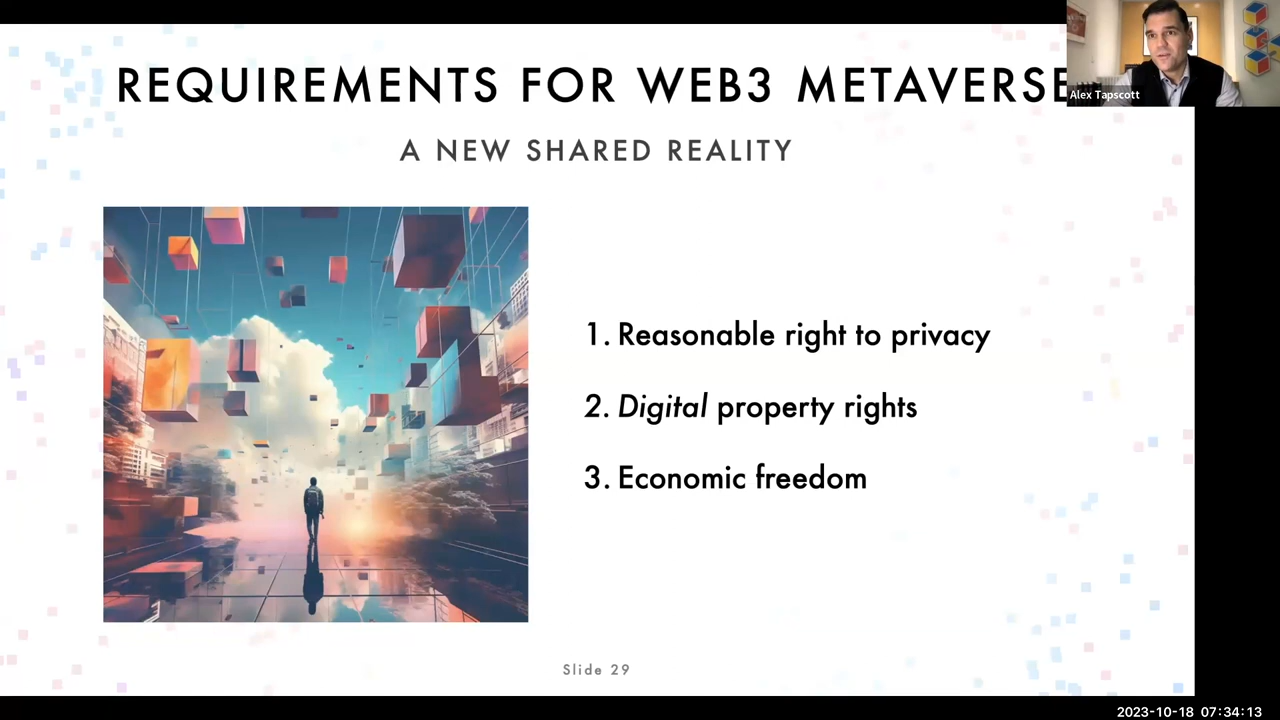 REQUIREMENTS FOR WEB3 METAVERSE
Alex Tapscott
A NEW SHARED REALITY
1. Reasonable right to privacy
2. Digital property rights
3. Economic freedom
Slide 29
2023-10-18 07:34:13